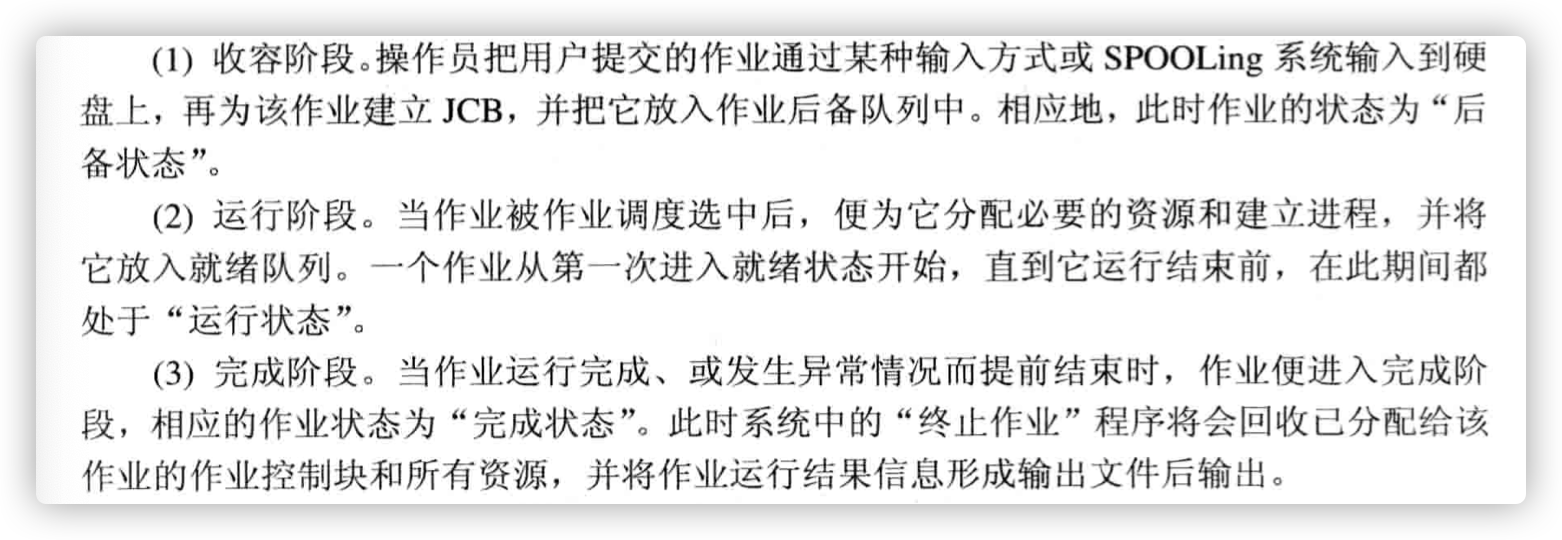 (1) 收容阶段。操作员把用户提交的作业通过某种输入方式或 SPOOLing 系统输入到硬
盘上，再为该作业建立 JCB，并把它放入作业后备队列中。相应地，此时作业的状态为“后
备状态”。
(2) 运行阶段。当作业被作业调度选中后，便为它分配必要的资源和建立进程，并将
它放入就绪队列。一个作业从第一次进入就绪状态开始，直到它运行结束前，在此期间都
处于“运行状态”。
(3) 完成阶段。当作业运行完成、或发生异常情况而提前结束时，作业便进入完成阶
段，相应的作业状态为“完成状态”。此时系统中的“终止作业”程序将会回收已分配给该
作业的作业控制块和所有资源，并将作业运行结果信息形成输出文件后输出。